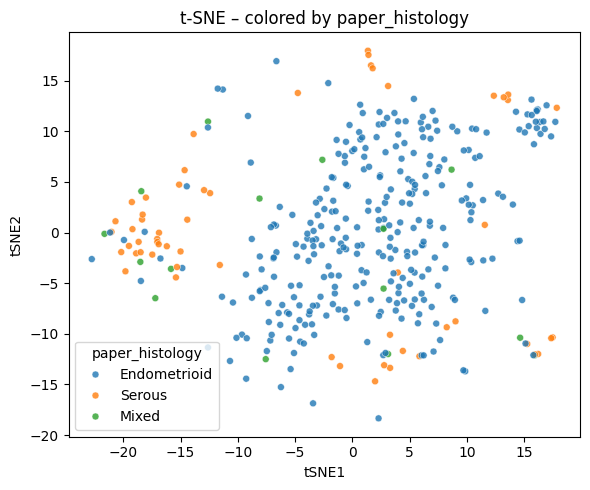 t-SNE – colored by paper_histology
tSNE2
15
10
5
0
−5
−10
−15
−20
paper_histology
Endometrioid
Serous
Mixed
−20
−15
−10
−5
0
5
10
15
tSNE1